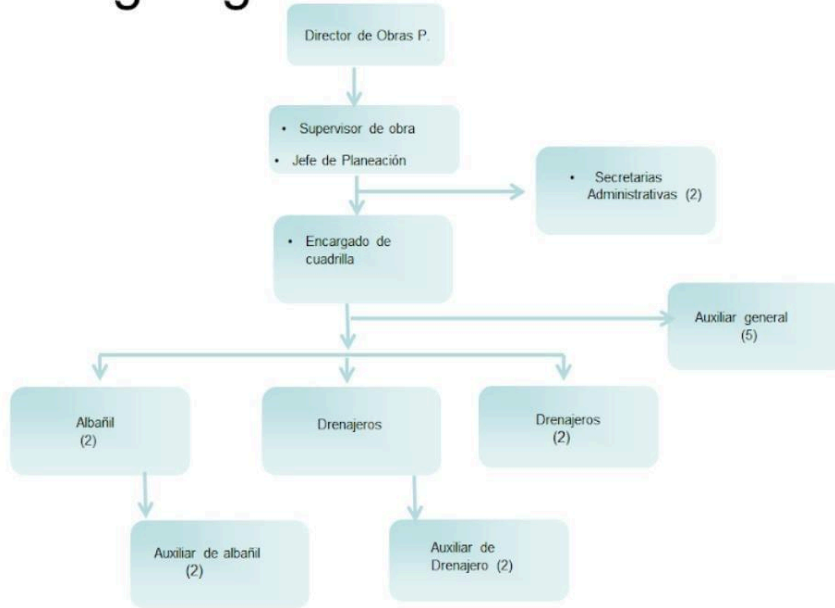 Director de Obras P.
• Supervisor de obra
• Jefe de Planeación
• Secretarias
Administrativas (2)
• Encargado de
cuadrilla
Auxiliar general
(5)
Albañil
(2)
Drenajeros
Drenajeros
(2)
Auxiliar de albañil
(2)
Auxiliar de
Drenajero (2)